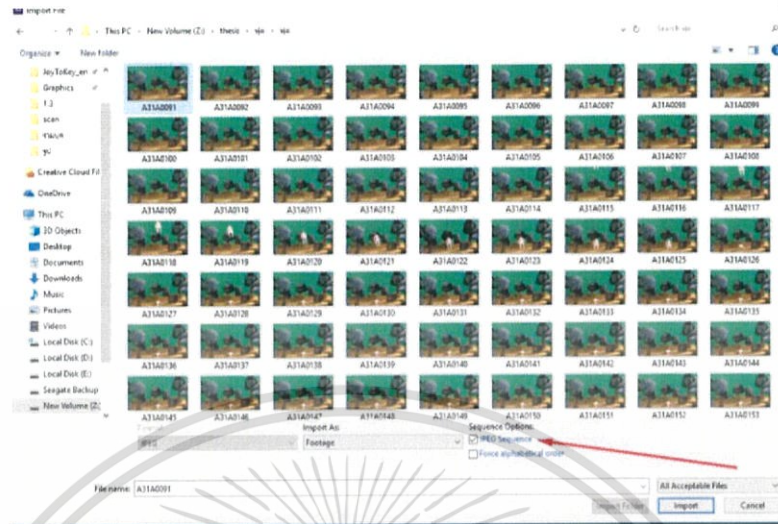 Import File
This PC New Volume (Z:) thesis
Organize New folder
JoyToKey_en
Graphics
1.3
scan
Creative Cloud Fil
OneDrive
This PC
3D Objects
Desktop
Documents
Downloads
Music
Pictures
Videos
Local Disk (C:)
Local Disk (D:)
Local Disk (E:)
Seagate Backup
New Volume (Z:
A31A0091 A31A0092 A31A0093 A31A0094 A31A0095 A31A0096 A31A0097 A31A0098 A31A0099
A31A0100 A31A0101 A31A0102 A31A0103 A31A0104 A31A0105 A31A0106 A31A0107 A31A0108
A31A0109 A31A0110 A31A0111 A31A0112 A31A0113 A31A0114 A31A0115 A31A0116 A31A0117
A31A0118 A31A0119 A31A0120 A31A0121 A31A0122 A31A0123 A31A0124 A31A0125 A31A0126
A31A0127 A31A0128 A31A0129 A31A0130 A31A0131 A31A0132 A31A0133 A31A0134 A31A0135
A31A0136 A31A0137 A31A0138 A31A0139 A31A0140 A31A0141 A31A0142 A31A0143 A31A0144
A31A0145 A31A0146 A31A0147 A31A0148 A31A0149 A31A0150 A31A0151 A31A0152 A31A0153
Format: Import As: Sequence Options:
JPEG Footage JPEG Sequence
Force alphabetical order
File name: A31A0091 All Acceptable Files
Import Folder Import Cancel